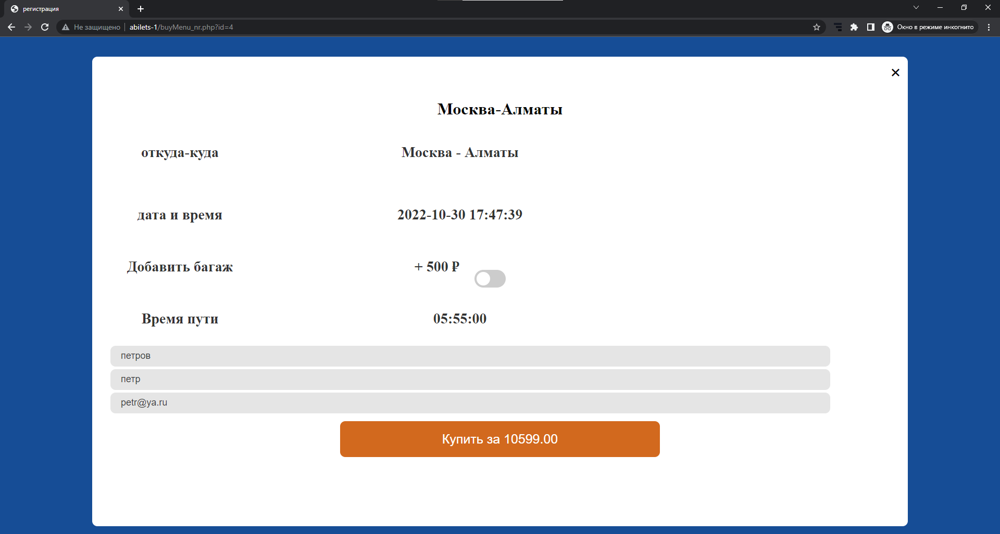 регистрация
Не защищено abilets-1/buyMenu_nr.php?id=4 Окно в режиме инкогнито
Москва-Алматы
откуда-куда Москва - Алматы
дата и время 2022-10-30 17:47:39
Добавить багаж + 500 ₽
Время пути 05:55:00
петров
петр
petr@ya.ru
Купить за 10599.00